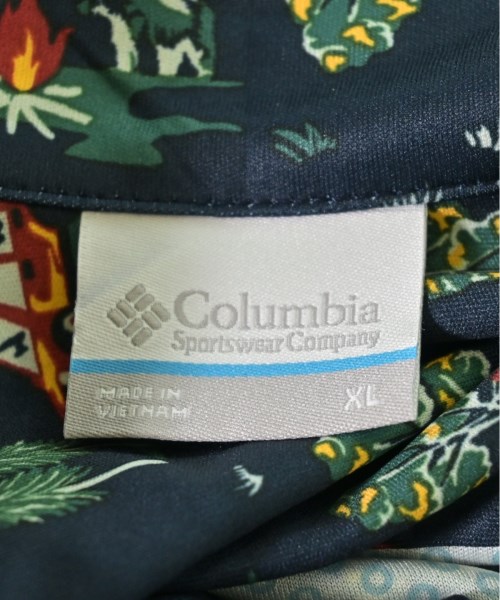 Columbia
Sportswear Company
MADE IN
VIETNAM
XL